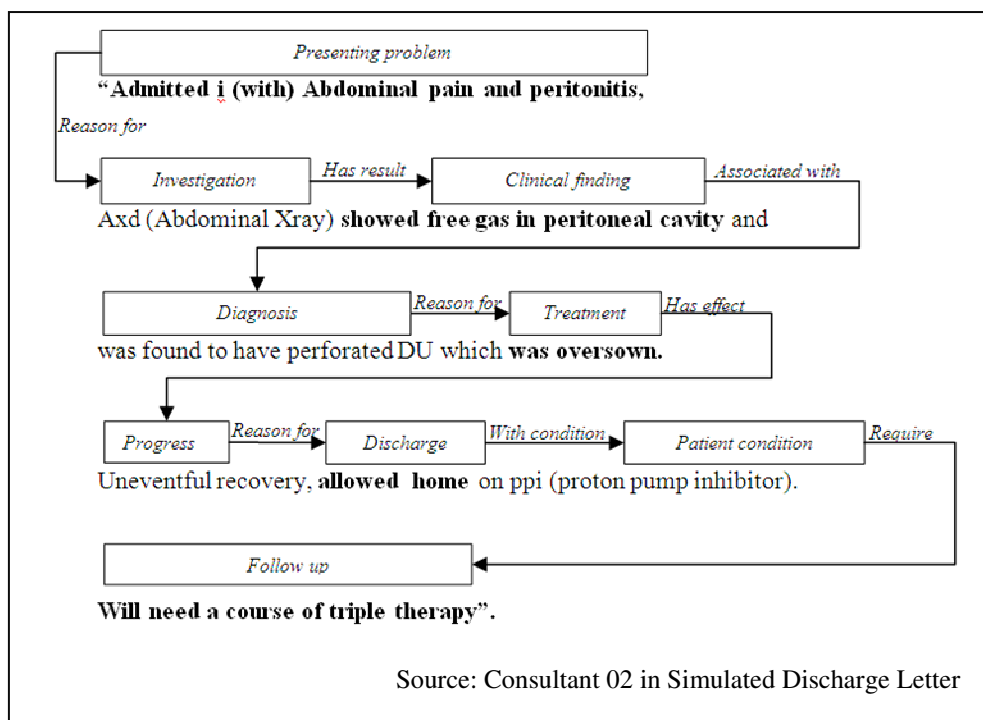 Presenting problem
“Admitted i (with) Abdominal pain and peritonitis,
Reason for
Investigation Has result Clinical finding Associated with
Axd (Abdominal Xray) showed free gas in peritoneal cavity and
Diagnosis Reason for Treatment Has effect
was found to have perforated DU which was oversown.
Progress Reason for Discharge With condition Patient condition Require
Uneventful recovery, allowed home on ppi (proton pump inhibitor).
Follow up
Will need a course of triple therapy”.
Source: Consultant 02 in Simulated Discharge Letter